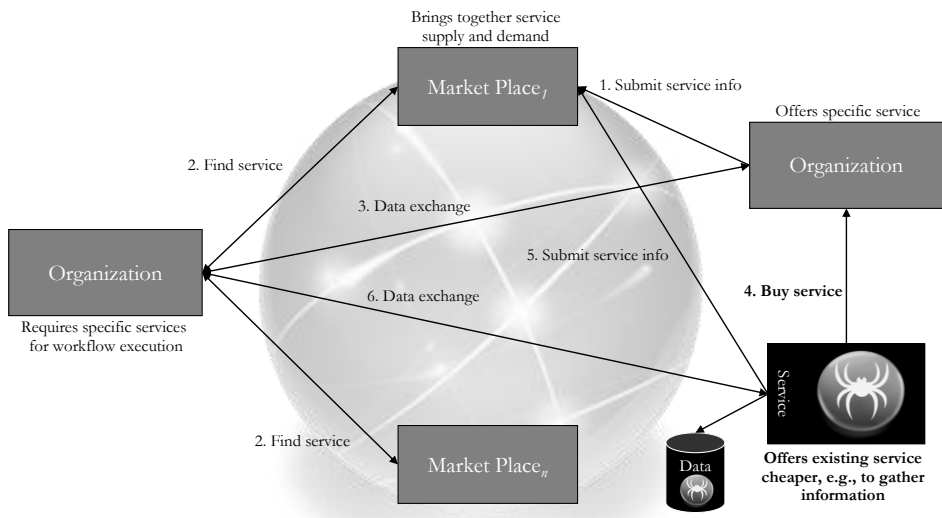 Brings together service
supply and demand
Market Place1
1. Submit service info
Offers specific service
Organization
2. Find service
3. Data exchange
Organization
5. Submit service info
6. Data exchange
4. Buy service
Requires specific services
for workflow execution
Service
2. Find service
Market Placen
Data
Offers existing service
cheaper, e.g., to gather
information